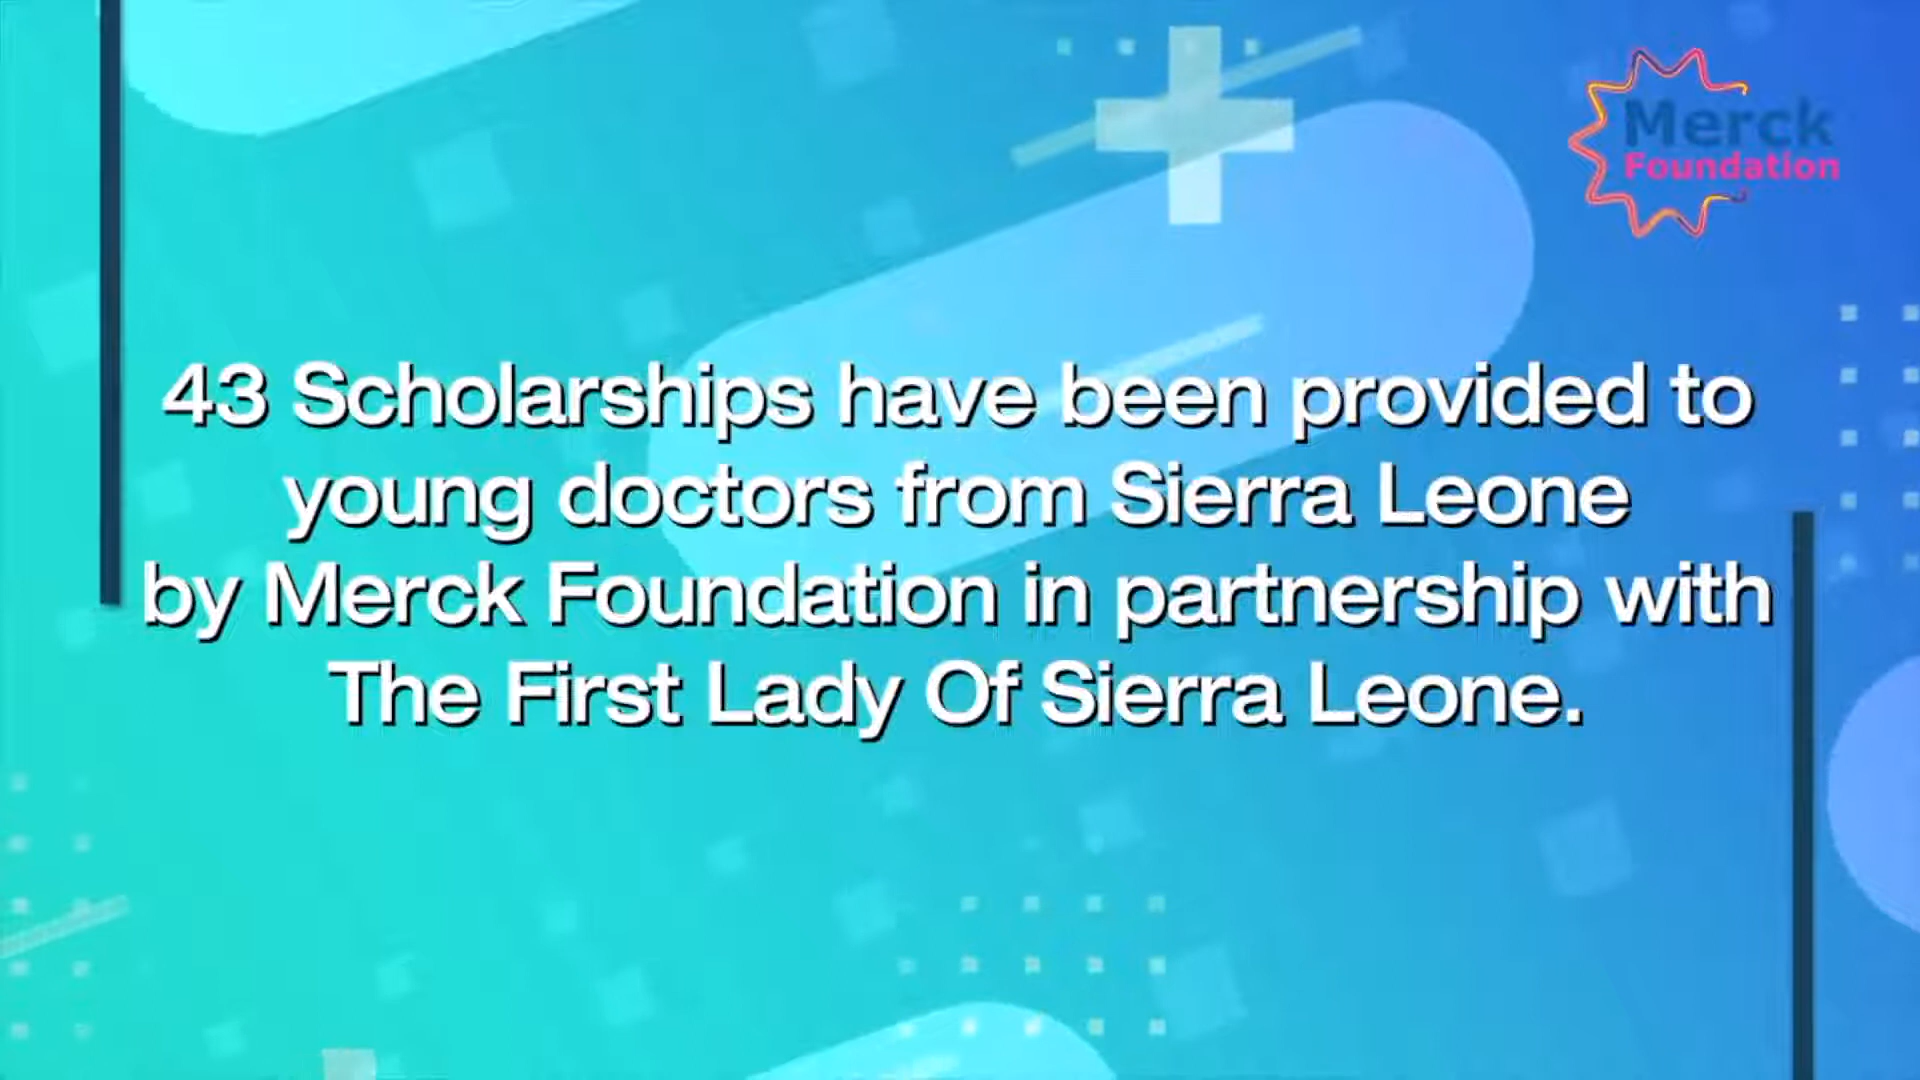 Merck
Foundation
43 Scholarships have been provided to
young doctors from Sierra Leone
by Merck Foundation in partnership with
The First Lady Of Sierra Leone.